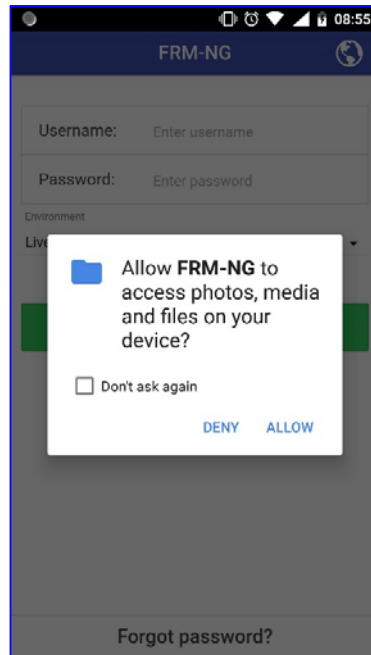 08:55
FRM-NG
Username: Enter username
Password: Enter password
Environment
Live
Allow FRM-NG to
access photos, media
and files on your
device?
Don't ask again
DENY ALLOW
Forgot password?